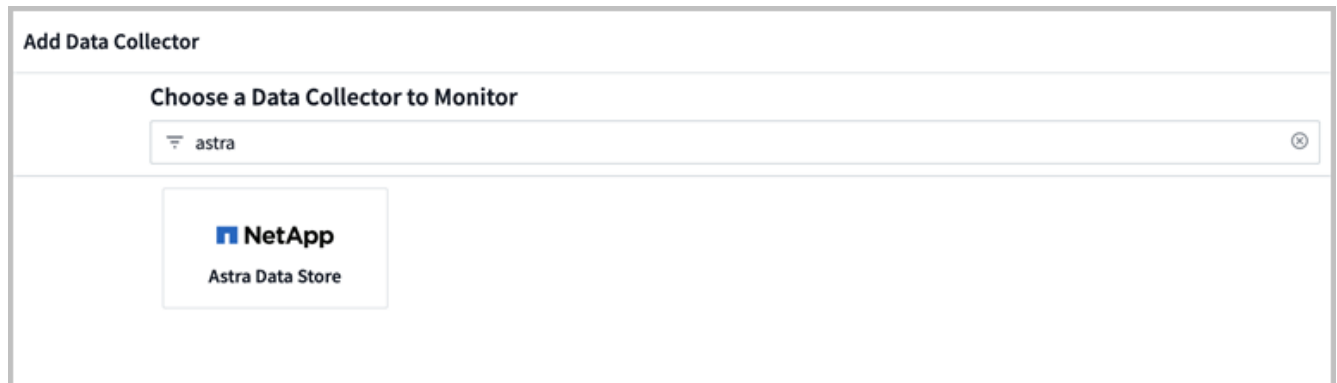 Add Data Collector
Choose a Data Collector to Monitor
astra
NetApp
Astra Data Store